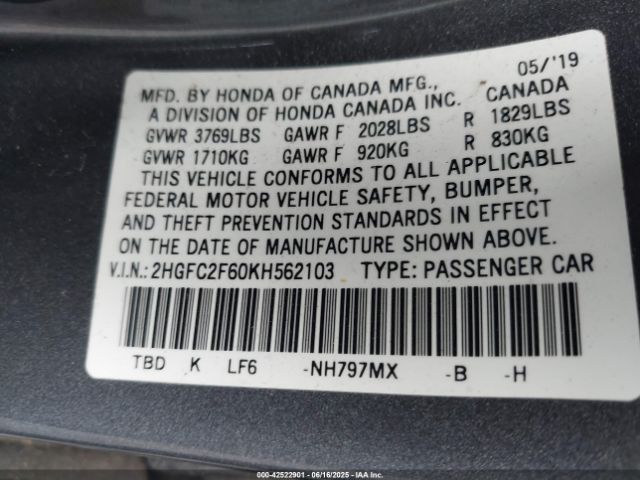 MFD. BY HONDA OF CANADA MFG., 05/'19
A DIVISION OF HONDA CANADA INC. CANADA
GVWR 3769LBS GAWR F 2028LBS R 1829LBS
GVWR 1710KG GAWR F 920KG R 830KG
THIS VEHICLE CONFORMS TO ALL APPLICABLE
FEDERAL MOTOR VEHICLE SAFETY, BUMPER,
AND THEFT PREVENTION STANDARDS IN EFFECT
ON THE DATE OF MANUFACTURE SHOWN ABOVE.
V.I.N.: 2HGFC2F60KH562103 TYPE: PASSENGER CAR
TBD K LF6 -NH797MX -B -H
000-42522901 - 06/16/2025 - IAAI.COM